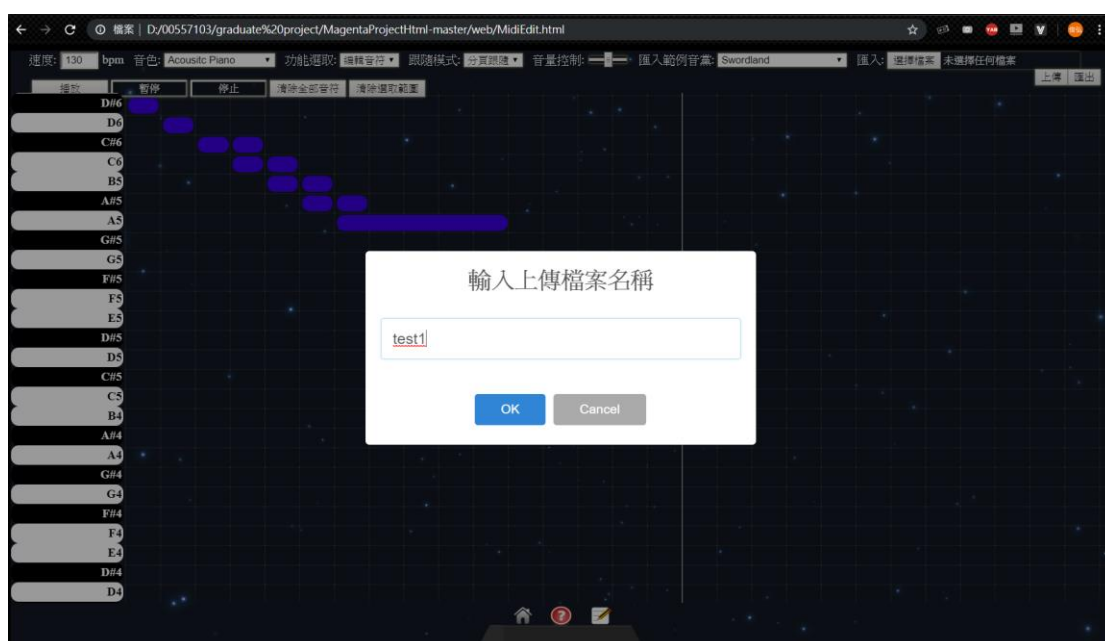 檔案 | D:/00557103/graduate%20project/MagentaProjectHtml-master/web/MidiEdit.html
速度: 130 bpm 音色: Acousitc Piano 功能選取: 編輯音符 跟隨模式: 分頁跟隨 音量控制: 匯入範例音當: Swordland 匯入: 選擇檔案 未選擇任何檔案
播放 暫停 停止 清除全部音符 清除選取範圍 上傳 匯出
D#6
D6
C#6
C6
B5
A#5
A5
G#5
G5
F#5
F5
E5
D#5
D5
C#5
C5
B4
A#4
A4
G#4
G4
F#4
F4
E4
D#4
D4
輸入上傳檔案名稱
test1
OK Cancel